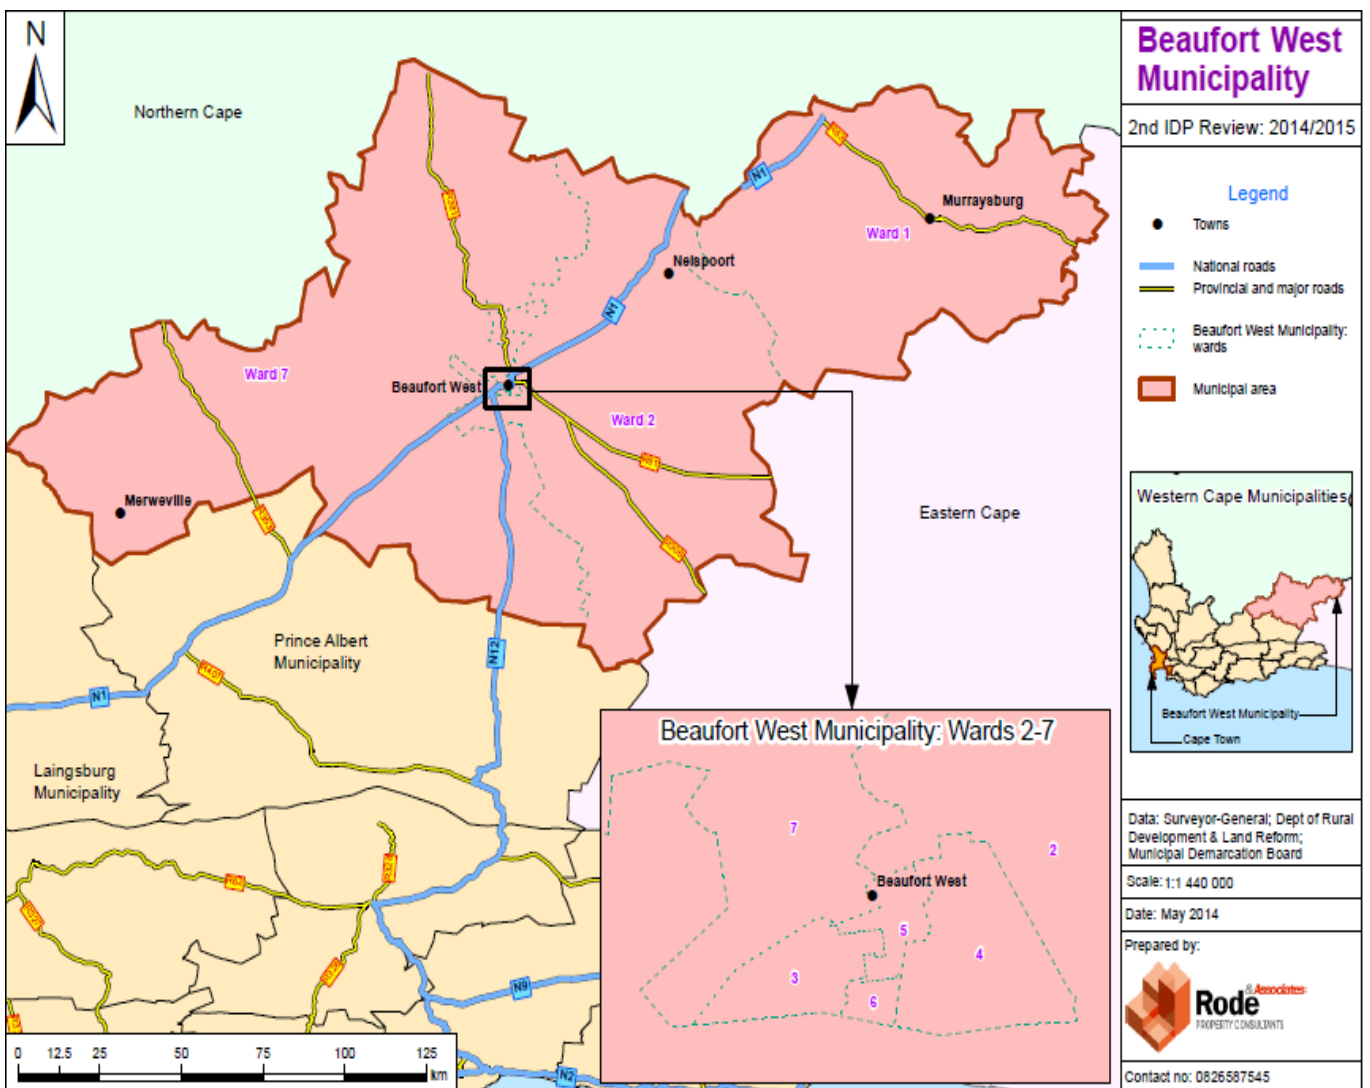 N
Northern Cape
N1
Murraysburg
Ward 1
Nelspoort
N1
Ward 7
Beaufort West
Ward 2
Merweville
Eastern Cape
Prince Albert
Municipality
N12
N1
Laingsburg
Municipality
N9
N2
0 12.5 25 50 75 100 125
km
Beaufort West Municipality: Wards 2-7
7
2
Beaufort West
5
4
3
6
Beaufort West
Municipality
2nd IDP Review: 2014/2015
Legend
Towns
National roads
Provincial and major roads
Beaufort West Municipality:
wards
Municipal area
Western Cape Municipalities
Beaufort West Municipality
Cape Town
Data: Surveyor-General; Dept of Rural
Development & Land Reform;
Municipal Demarcation Board
Scale: 1:1 440 000
Date: May 2014
Prepared by:
& Associates
Rode
PROPERTY CONSULTANTS
Contact no: 0826587545